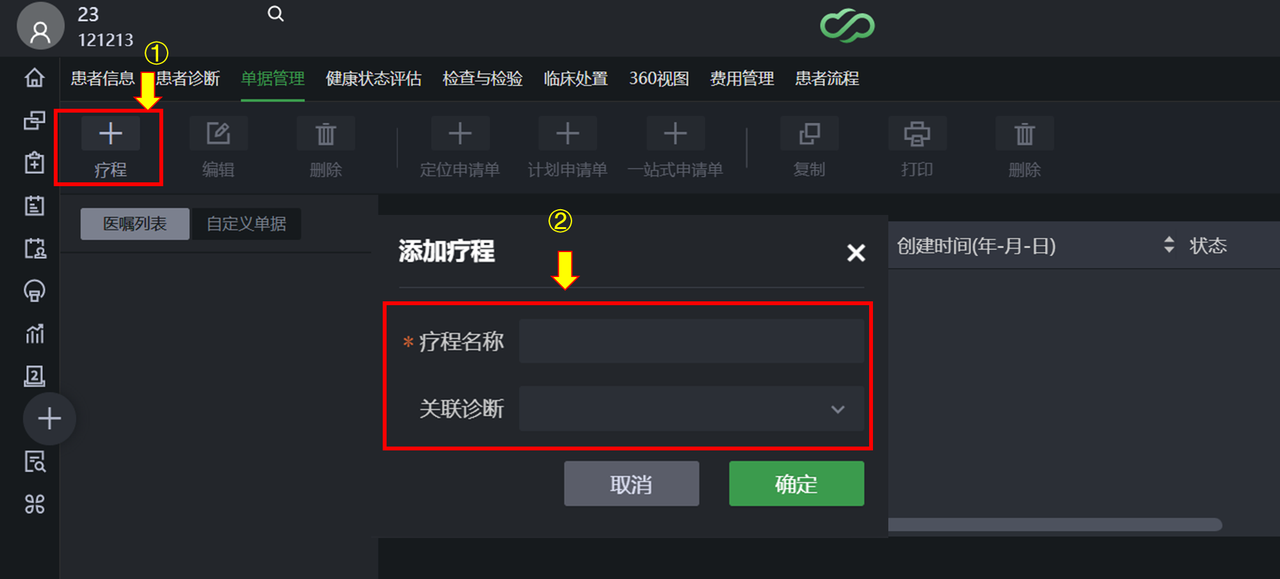 23
121213
①
患者信息 患者诊断 单据管理 健康状态评估 检查与检验 临床处置 360视图 费用管理 患者流程
疗程 编辑 删除 定位申请单 计划申请单 一站式申请单 复制 打印 删除
医嘱列表 自定义单据
②
添加疗程
创建时间(年-月-日) 状态
* 疗程名称
关联诊断
2
取消 确定